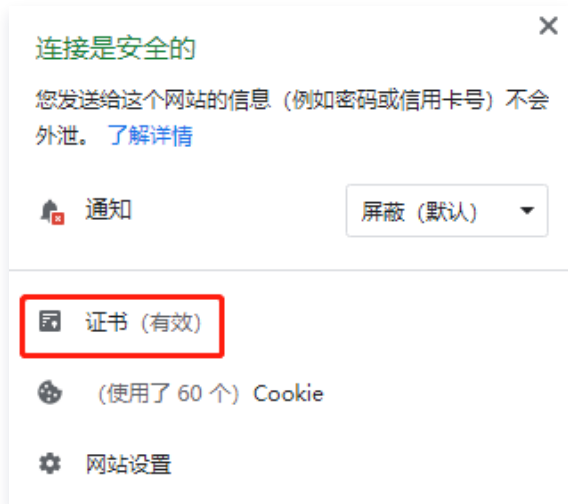 连接是安全的
您发送给这个网站的信息（例如密码或信用卡号）不会
外泄。 了解详情
通知
屏蔽（默认）
证书（有效）
（使用了 60 个）Cookie
网站设置